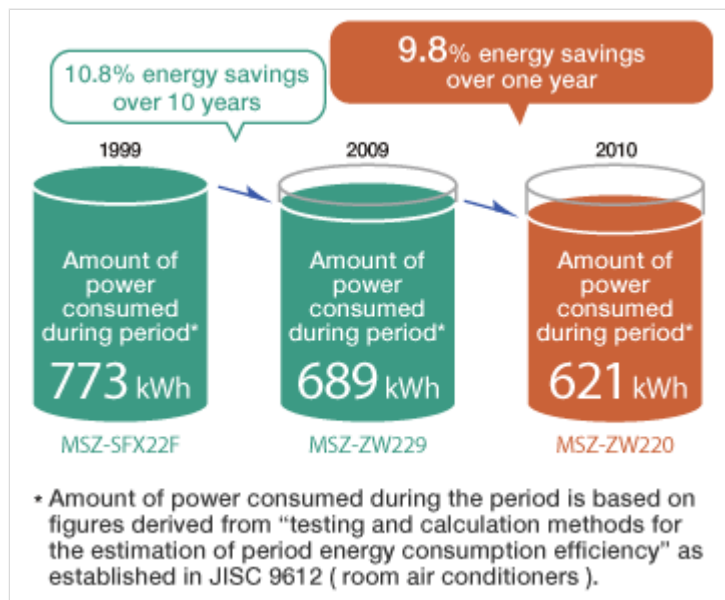 10.8% energy savings
over 10 years
9.8% energy savings
over one year
1999
2009
2010
Amount of
power
consumed
during period*
773 kWh
Amount of
power
consumed
during period*
689 kWh
Amount of
power
consumed
during period*
621 kWh
MSZ-SFX22F
MSZ-ZW229
MSZ-ZW220
* Amount of power consumed during the period is based on
figures derived from “testing and calculation methods for
the estimation of period energy consumption efficiency” as
established in JISC 9612 ( room air conditioners ).